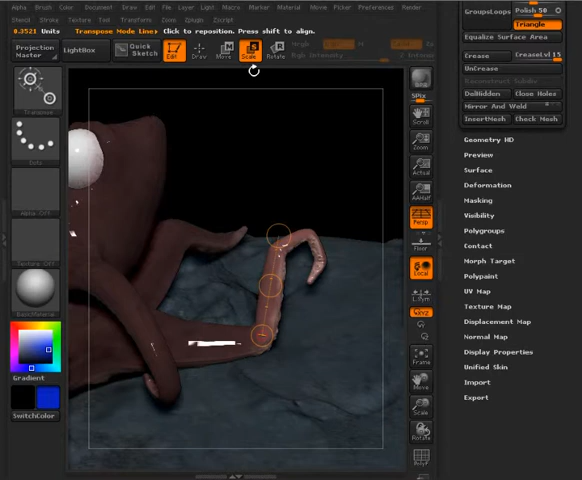 Alpha Brush Color Document Draw Edit File Layer Light Macro Marker Material Movie Picker Preferences Render
Stencil Stroke Texture Tool Transform Zplugin Zscript
0.3521 Units Transpose Mode Line▸ Click to reposition. Press shift to align.
Projection
Master
LightBox
Quick
Sketch
Edit
Draw
Move
Scale
Rotate
Transpose
Dots
Alpha Off
Texture Off
BasicMaterial
Gradient
SwitchColor
SPix
Scroll
Zoom
Actual
AAHalf
Persp
Floor
Local
L.Sym
XYZ
Frame
Move
Scale
Rotate
PolyF
GroupsLoops
Polish 50
Triangle
Equalize Surface Area
Crease
CreaseLvl 15
UnCrease
Reconstruct Subdiv
DelHidden
Close Holes
Mirror And Weld
InsertMesh
Check Mesh
Geometry HD
Preview
Surface
Deformation
Masking
Visibility
Polygroups
Contact
Morph Target
Polypaint
UV Map
Texture Map
Displacement Map
Normal Map
Display Properties
Unified Skin
Import
Export